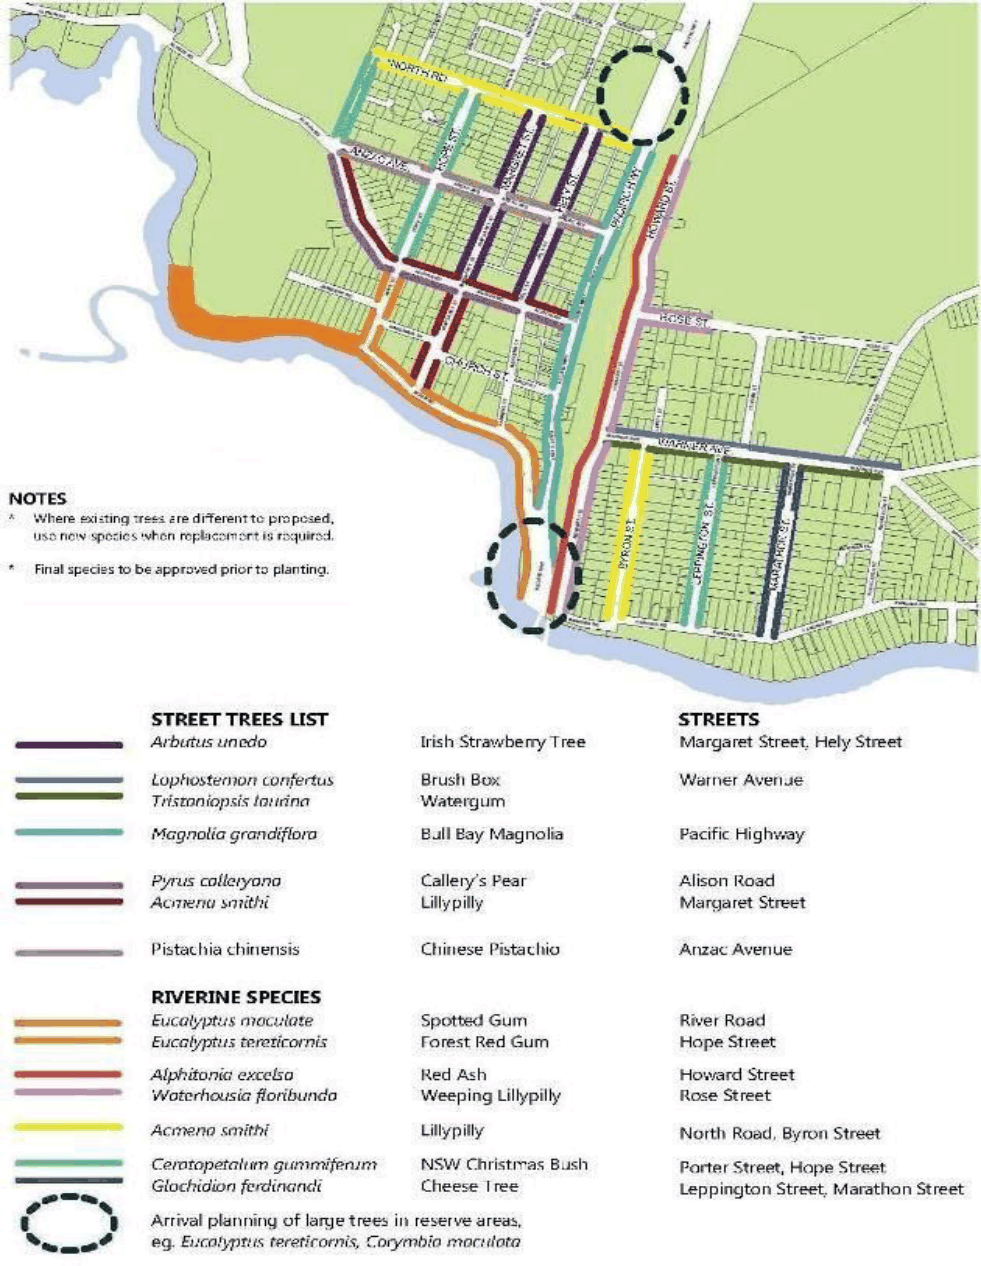 NORTH RD
ANZAC AVE.
HOPE ST.
MARGARET ST.
HELY ST.
PACIFIC HWY
HOWARD ST.
ROSE ST.
CHURCH ST.
WARNER AVE
BYRON ST.
LEPPINGTON ST.
MARATHON ST.
NOTES
* Where existing trees are different to proposed,
use new species when replacement is required.
* Final species to be approved prior to planting.
STREET TREES LIST STREETS
Arbutus unedo Irish Strawberry Tree Margaret Street, Hely Street
Lophostemon confertus Brush Box Warner Avenue
Tristaniopsis laurina Watergum
Magnolia grandiflora Bull Bay Magnolia Pacific Highway
Pyrus calleryana Callery's Pear Alison Road
Acmena smithi Lillypilly Margaret Street
Pistachia chinensis Chinese Pistachio Anzac Avenue
RIVERINE SPECIES
Eucalyptus maculate Spotted Gum River Road
Eucalyptus tereticornis Forest Red Gum Hope Street
Alphitonia excelsa Red Ash Howard Street
Waterhousia floribunda Weeping Lillypilly Rose Street
Acmena smithi Lillypilly North Road, Byron Street
Ceratopetalum gummiferum NSW Christmas Bush Porter Street, Hope Street
Glochidion ferdinandi Cheese Tree Leppington Street, Marathon Street
Arrival planning of large trees in reserve areas,
eg. Eucalyptus tereticornis, Corymbia maculata